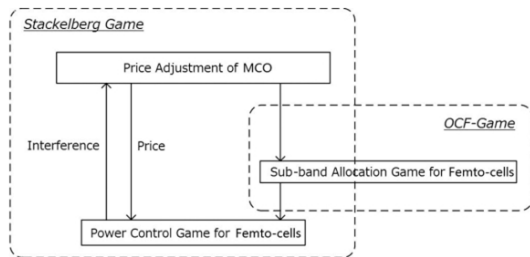 Stackelberg Game
Price Adjustment of MCO
OCF-Game
Interference
Price
Sub-band Allocation Game for Femto-cells
Power Control Game for Femto-cells